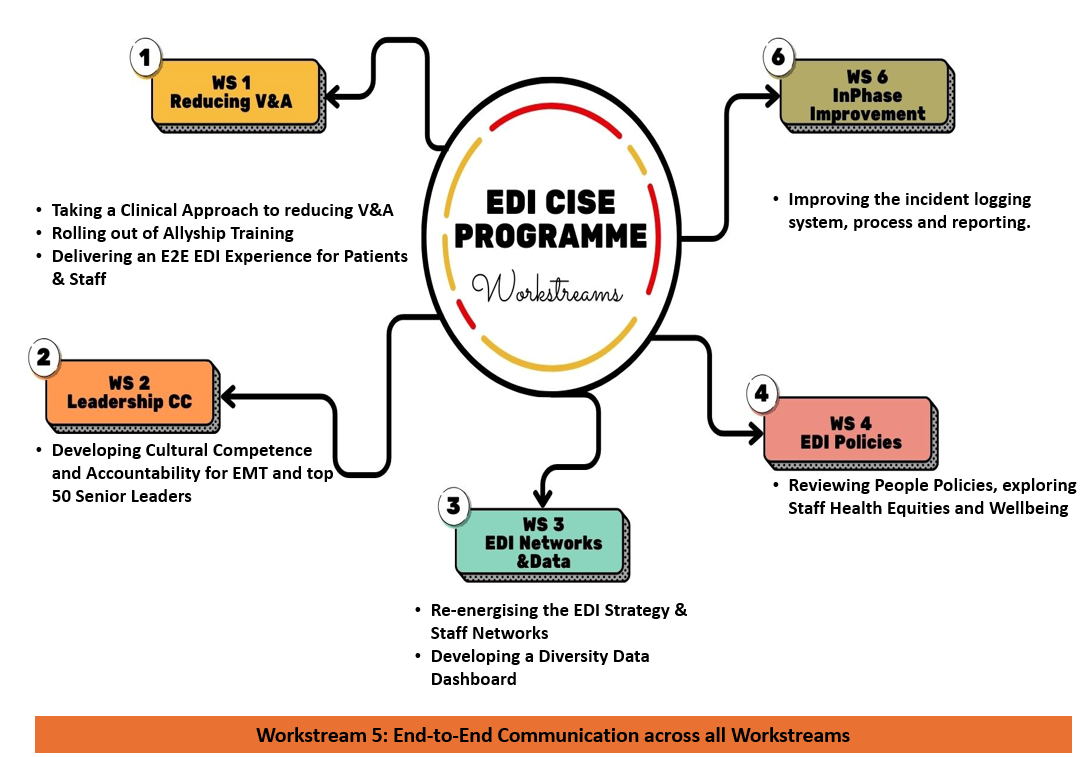 EDI CISE
PROGRAMME
Workstreams
1
WS 1
Reducing V&A
• Taking a Clinical Approach to reducing V&A
• Rolling out of Allyship Training
• Delivering an E2E EDI Experience for Patients
& Staff
2
WS 2
Leadership CC
• Developing Cultural Competence
and Accountability for EMT and top
50 Senior Leaders
3
WS 3
EDI Networks
&Data
• Re-energising the EDI Strategy &
Staff Networks
• Developing a Diversity Data
Dashboard
4
WS 4
EDI Policies
• Reviewing People Policies, exploring
Staff Health Equities and Wellbeing
6
WS 6
InPhase
Improvement
• Improving the incident logging
system, process and reporting.
Workstream 5: End-to-End Communication across all Workstreams